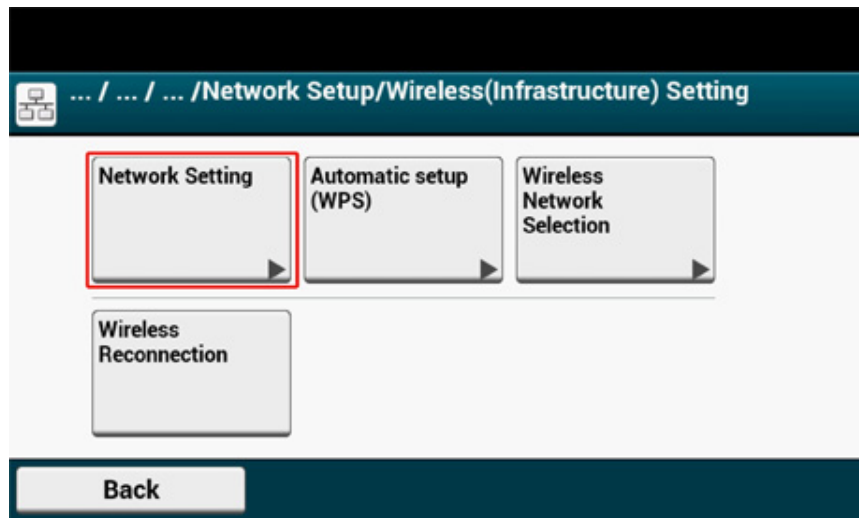 ... / ... / ... /Network Setup/Wireless(Infrastructure) Setting
Network Setting
Automatic setup
(WPS)
Wireless
Network
Selection
Wireless
Reconnection
Back